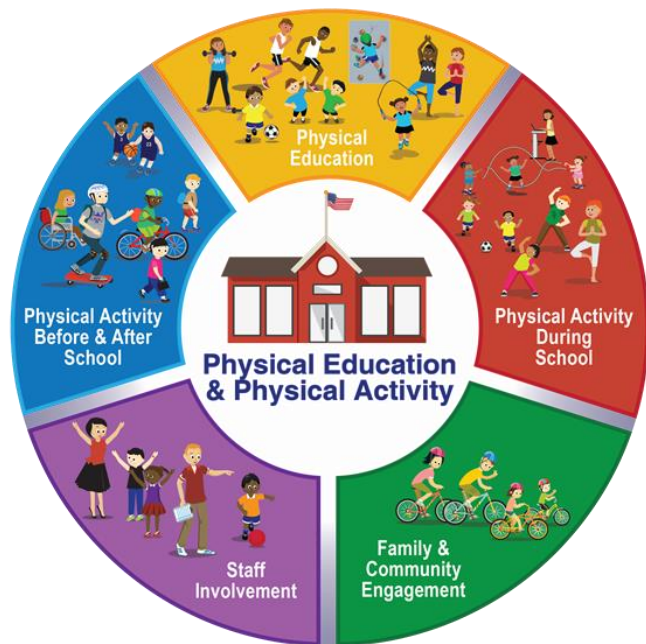 Physical
Education
Physical Activity
During
School
Family &
Community
Engagement
Staff
Involvement
Physical Activity
Before & After
School
Physical Education
& Physical Activity